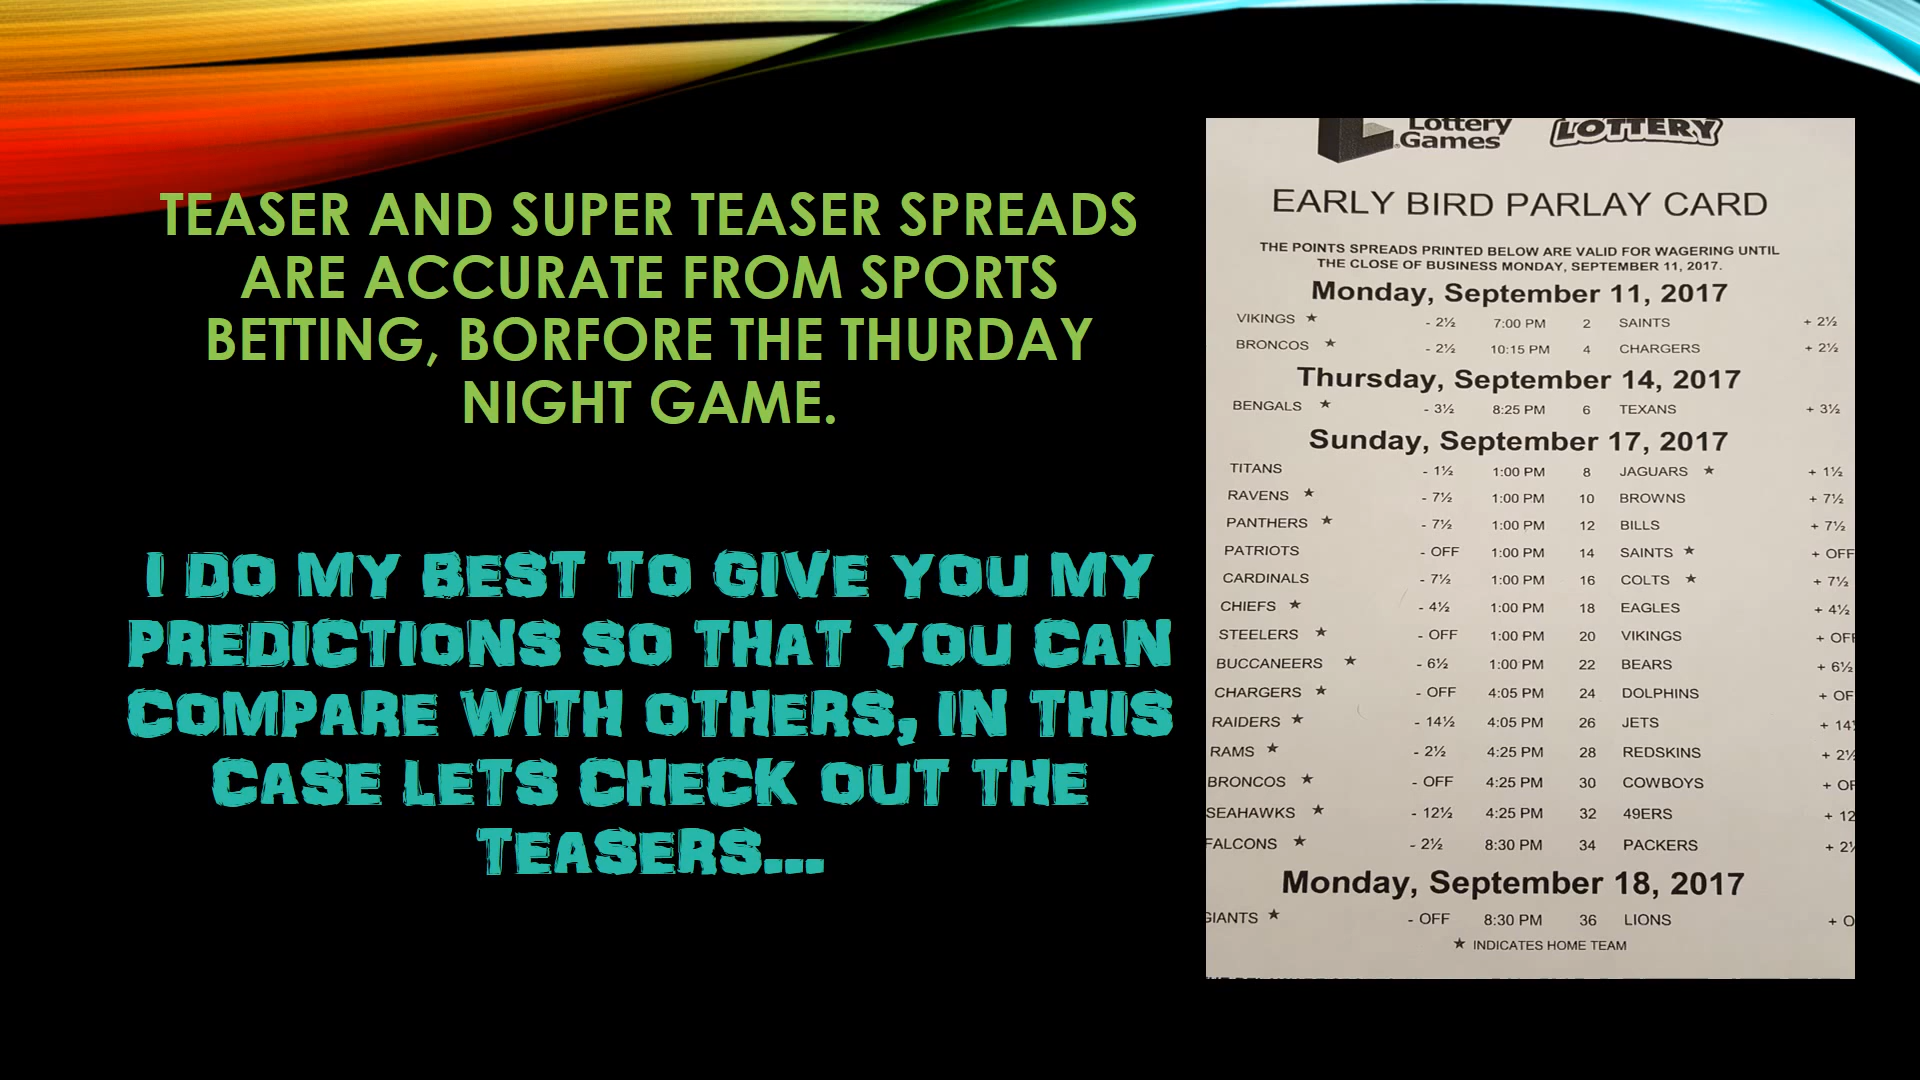 TEASER AND SUPER TEASER SPREADS
ARE ACCURATE FROM SPORTS
BETTING, BORFORE THE THURDAY
NIGHT GAME.
I DO MY BEST TO GIVE YOU MY
PREDICTIONS SO THAT YOU CAN
COMPARE WITH OTHERS, IN THIS
CASE LETS CHECK OUT THE
TEASERS...
Lottery
Games
LOTTERY
EARLY BIRD PARLAY CARD
THE POINTS SPREADS PRINTED BELOW ARE VALID FOR WAGERING UNTIL
THE CLOSE OF BUSINESS MONDAY, SEPTEMBER 11, 2017.
Monday, September 11, 2017
VIKINGS ★ - 2½ 7:00 PM 2 SAINTS + 2½
BRONCOS ★ - 2½ 10:15 PM 4 CHARGERS + 2½
Thursday, September 14, 2017
BENGALS ★ - 3½ 8:25 PM 6 TEXANS + 3½
Sunday, September 17, 2017
TITANS - 1½ 1:00 PM 8 JAGUARS ★ + 1½
RAVENS ★ - 7½ 1:00 PM 10 BROWNS + 7½
PANTHERS ★ - 7½ 1:00 PM 12 BILLS + 7½
PATRIOTS - OFF 1:00 PM 14 SAINTS ★ + OFF
CARDINALS - 7½ 1:00 PM 16 COLTS ★ + 7½
CHIEFS ★ - 4½ 1:00 PM 18 EAGLES + 4½
STEELERS ★ - OFF 1:00 PM 20 VIKINGS + OFF
BUCCANEERS ★ - 6½ 1:00 PM 22 BEARS + 6½
CHARGERS ★ - OFF 4:05 PM 24 DOLPHINS + OF
RAIDERS ★ - 14½ 4:05 PM 26 JETS + 14
RAMS ★ - 2½ 4:25 PM 28 REDSKINS + 2½
BRONCOS ★ - OFF 4:25 PM 30 COWBOYS + OF
SEAHAWKS ★ - 12½ 4:25 PM 32 49ERS + 12
FALCONS ★ - 2½ 8:30 PM 34 PACKERS + 2½
Monday, September 18, 2017
GIANTS ★ - OFF 8:30 PM 36 LIONS + O
★ INDICATES HOME TEAM